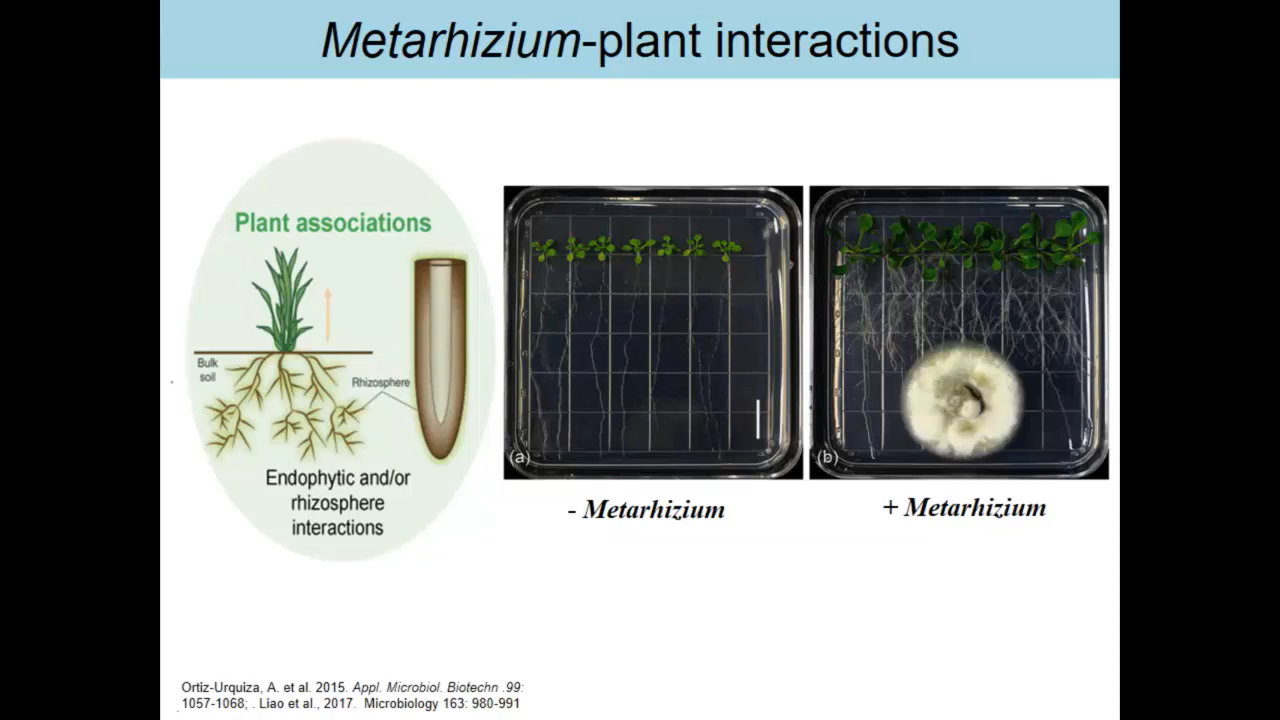 Metarhizium-plant interactions
Plant associations
Bulk
soil
Rhizosphere
Endophytic and/or
rhizosphere
interactions
(a)
(b)
- Metarhizium
+ Metarhizium
Ortiz-Urquiza, A. et al. 2015. Appl. Microbiol. Biotechn .99:
1057-1068; . Liao et al., 2017. Microbiology 163: 980-991